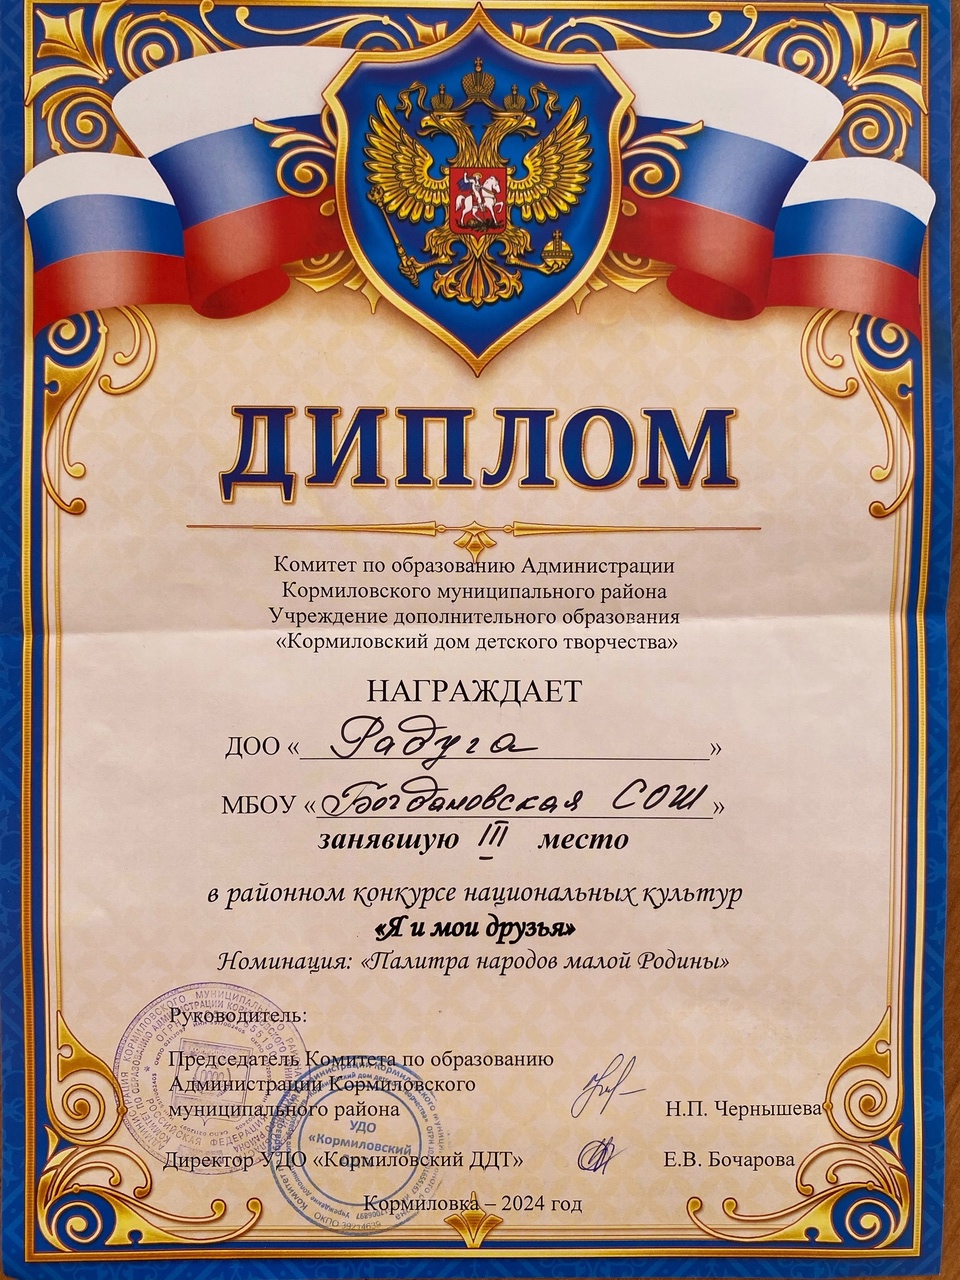 ДИПЛОМ
Комитет по образованию Администрации
Кормиловского муниципального района
Учреждение дополнительного образования
«Кормиловский дом детского творчества»
НАГРАЖДАЕТ
ДОО « Радуга »
МБОУ « Богдановская СОШ »
занявшую III место
в районном конкурсе национальных культур
«Я и мои друзья»
Номинация: «Палитра народов малой Родины»
Руководитель:
Председатель Комитета по образованию
Администрации Кормиловского
муниципального района Н.П. Чернышева
УДО
«Кормиловский
Директор УДО «Кормиловский ДДТ» Е.В. Бочарова
Кормиловка – 2024 год